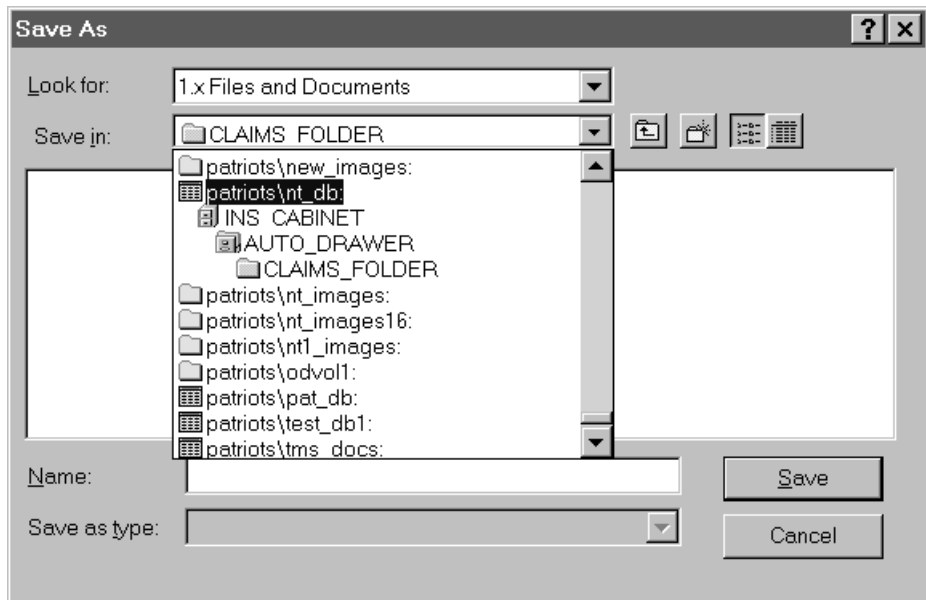 Save As
Look for:
1.x Files and Documents
Save in:
CLAIMS_FOLDER
patriots\new_images:
patriots\nt_db:
INS_CABINET
AUTO_DRAWER
CLAIMS_FOLDER
patriots\nt_images:
patriots\nt_images16:
patriots\nt1_images:
patriots\odvol1:
patriots\pat_db:
patriots\test_db1:
patriots\tms_docs:
Name:
Save
Save as type:
Cancel